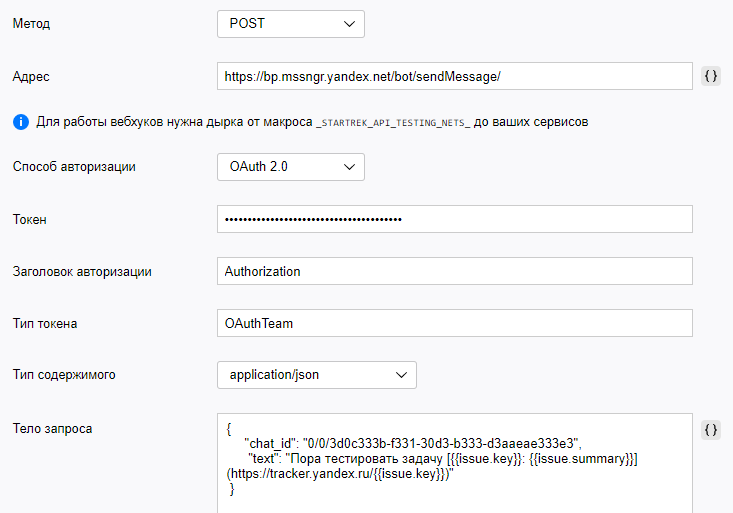 Метод POST
Адрес https://bp.mssngr.yandex.net/bot/sendMessage/ {}
i Для работы вебхуков нужна дырка от макроса _STARTREK_API_TESTING_NETS_ до ваших сервисов
Способ авторизации OAuth 2.0
Токен ••••••••••••••••••••••••••••••••••••••
Заголовок авторизации Authorization
Тип токена OAuthTeam
Тип содержимого application/json
Тело запроса { {}
"chat_id": "0/0/3d0c333b-f331-30d3-b333-d3aaeae333e3",
"text": "Пора тестировать задачу [{{issue.key}}: {{issue.summary}}]
(https://tracker.yandex.ru/{{issue.key}})"
}